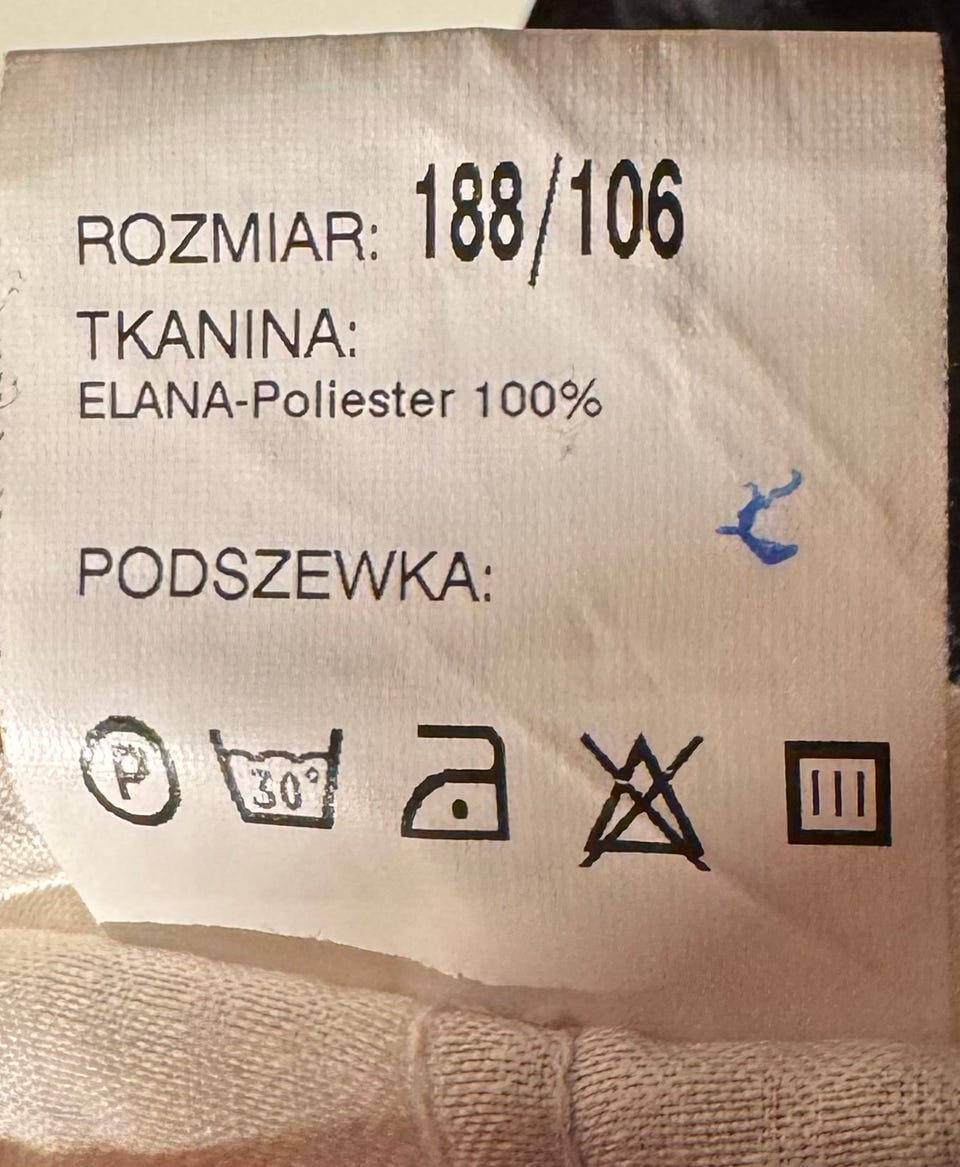 ROZMIAR: 188/106
TKANINA:
ELANA-Poliester 100%
PODSZEWKA:
P 30°